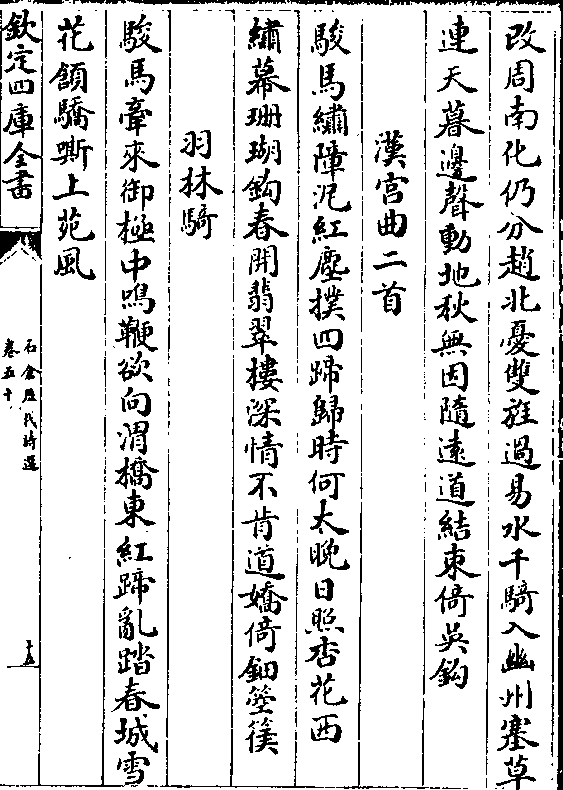 改周南化仍分趙北憂雙旌過易水千騎入幽州塞草
連天暮邊聲動地秋無因隨遠道結束倚吳鈎
漢宫曲二首
駿馬繡障泥紅塵撲四蹄歸時何太晚日照杏花西
繡幕珊瑚鈎春開翡翠樓深情不肯道嬌倚鈿箜篌
羽林騎
駿馬牽來御柳中鳴鞭欲向渭橋東紅蹄亂踏春城雪
花頷驕嘶上苑風
欽定四庫全書
石倉歷代詩選
卷五十
十五